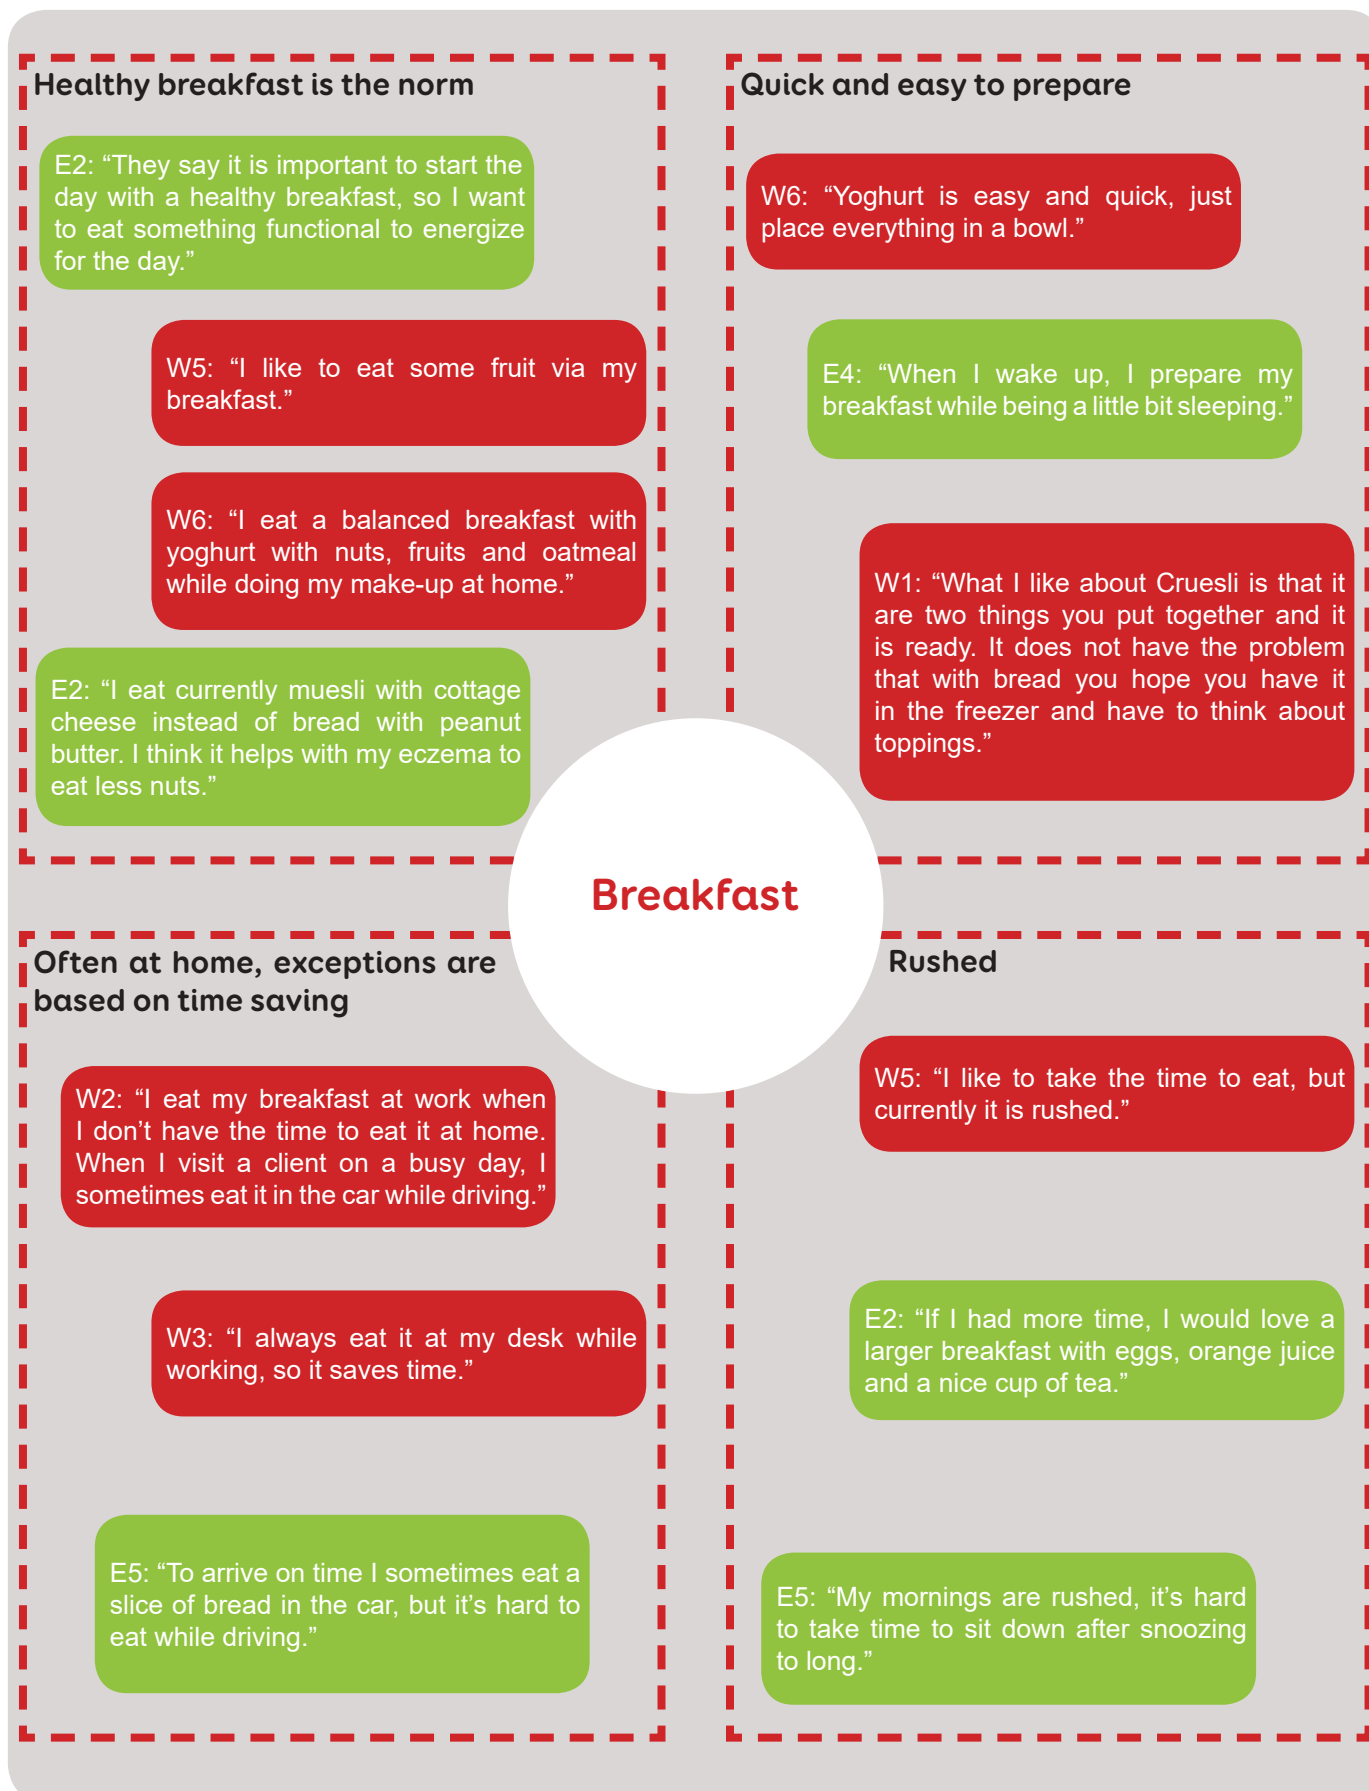 Healthy breakfast is the norm
E2: “They say it is important to start the
day with a healthy breakfast, so I want
to eat something functional to energize
for the day.”
W5: “I like to eat some fruit via my
breakfast.”
W6: “I eat a balanced breakfast with
yoghurt with nuts, fruits and oatmeal
while doing my make-up at home.”
E2: “I eat currently muesli with cottage
cheese instead of bread with peanut
butter. I think it helps with my eczema to
eat less nuts.”
Quick and easy to prepare
W6: “Yoghurt is easy and quick, just
place everything in a bowl.”
E4: “When I wake up, I prepare my
breakfast while being a little bit sleeping.”
W1: “What I like about Cruesli is that it
are two things you put together and it
is ready. It does not have the problem
that with bread you hope you have it
in the freezer and have to think about
toppings.”
Breakfast
Often at home, exceptions are
based on time saving
W2: “I eat my breakfast at work when
I don’t have the time to eat it at home.
When I visit a client on a busy day, I
sometimes eat it in the car while driving.”
W3: “I always eat it at my desk while
working, so it saves time.”
E5: “To arrive on time I sometimes eat a
slice of bread in the car, but it’s hard to
eat while driving.”
Rushed
W5: “I like to take the time to eat, but
currently it is rushed.”
E2: “If I had more time, I would love a
larger breakfast with eggs, orange juice
and a nice cup of tea.”
E5: “My mornings are rushed, it’s hard
to take time to sit down after snoozing
to long.”